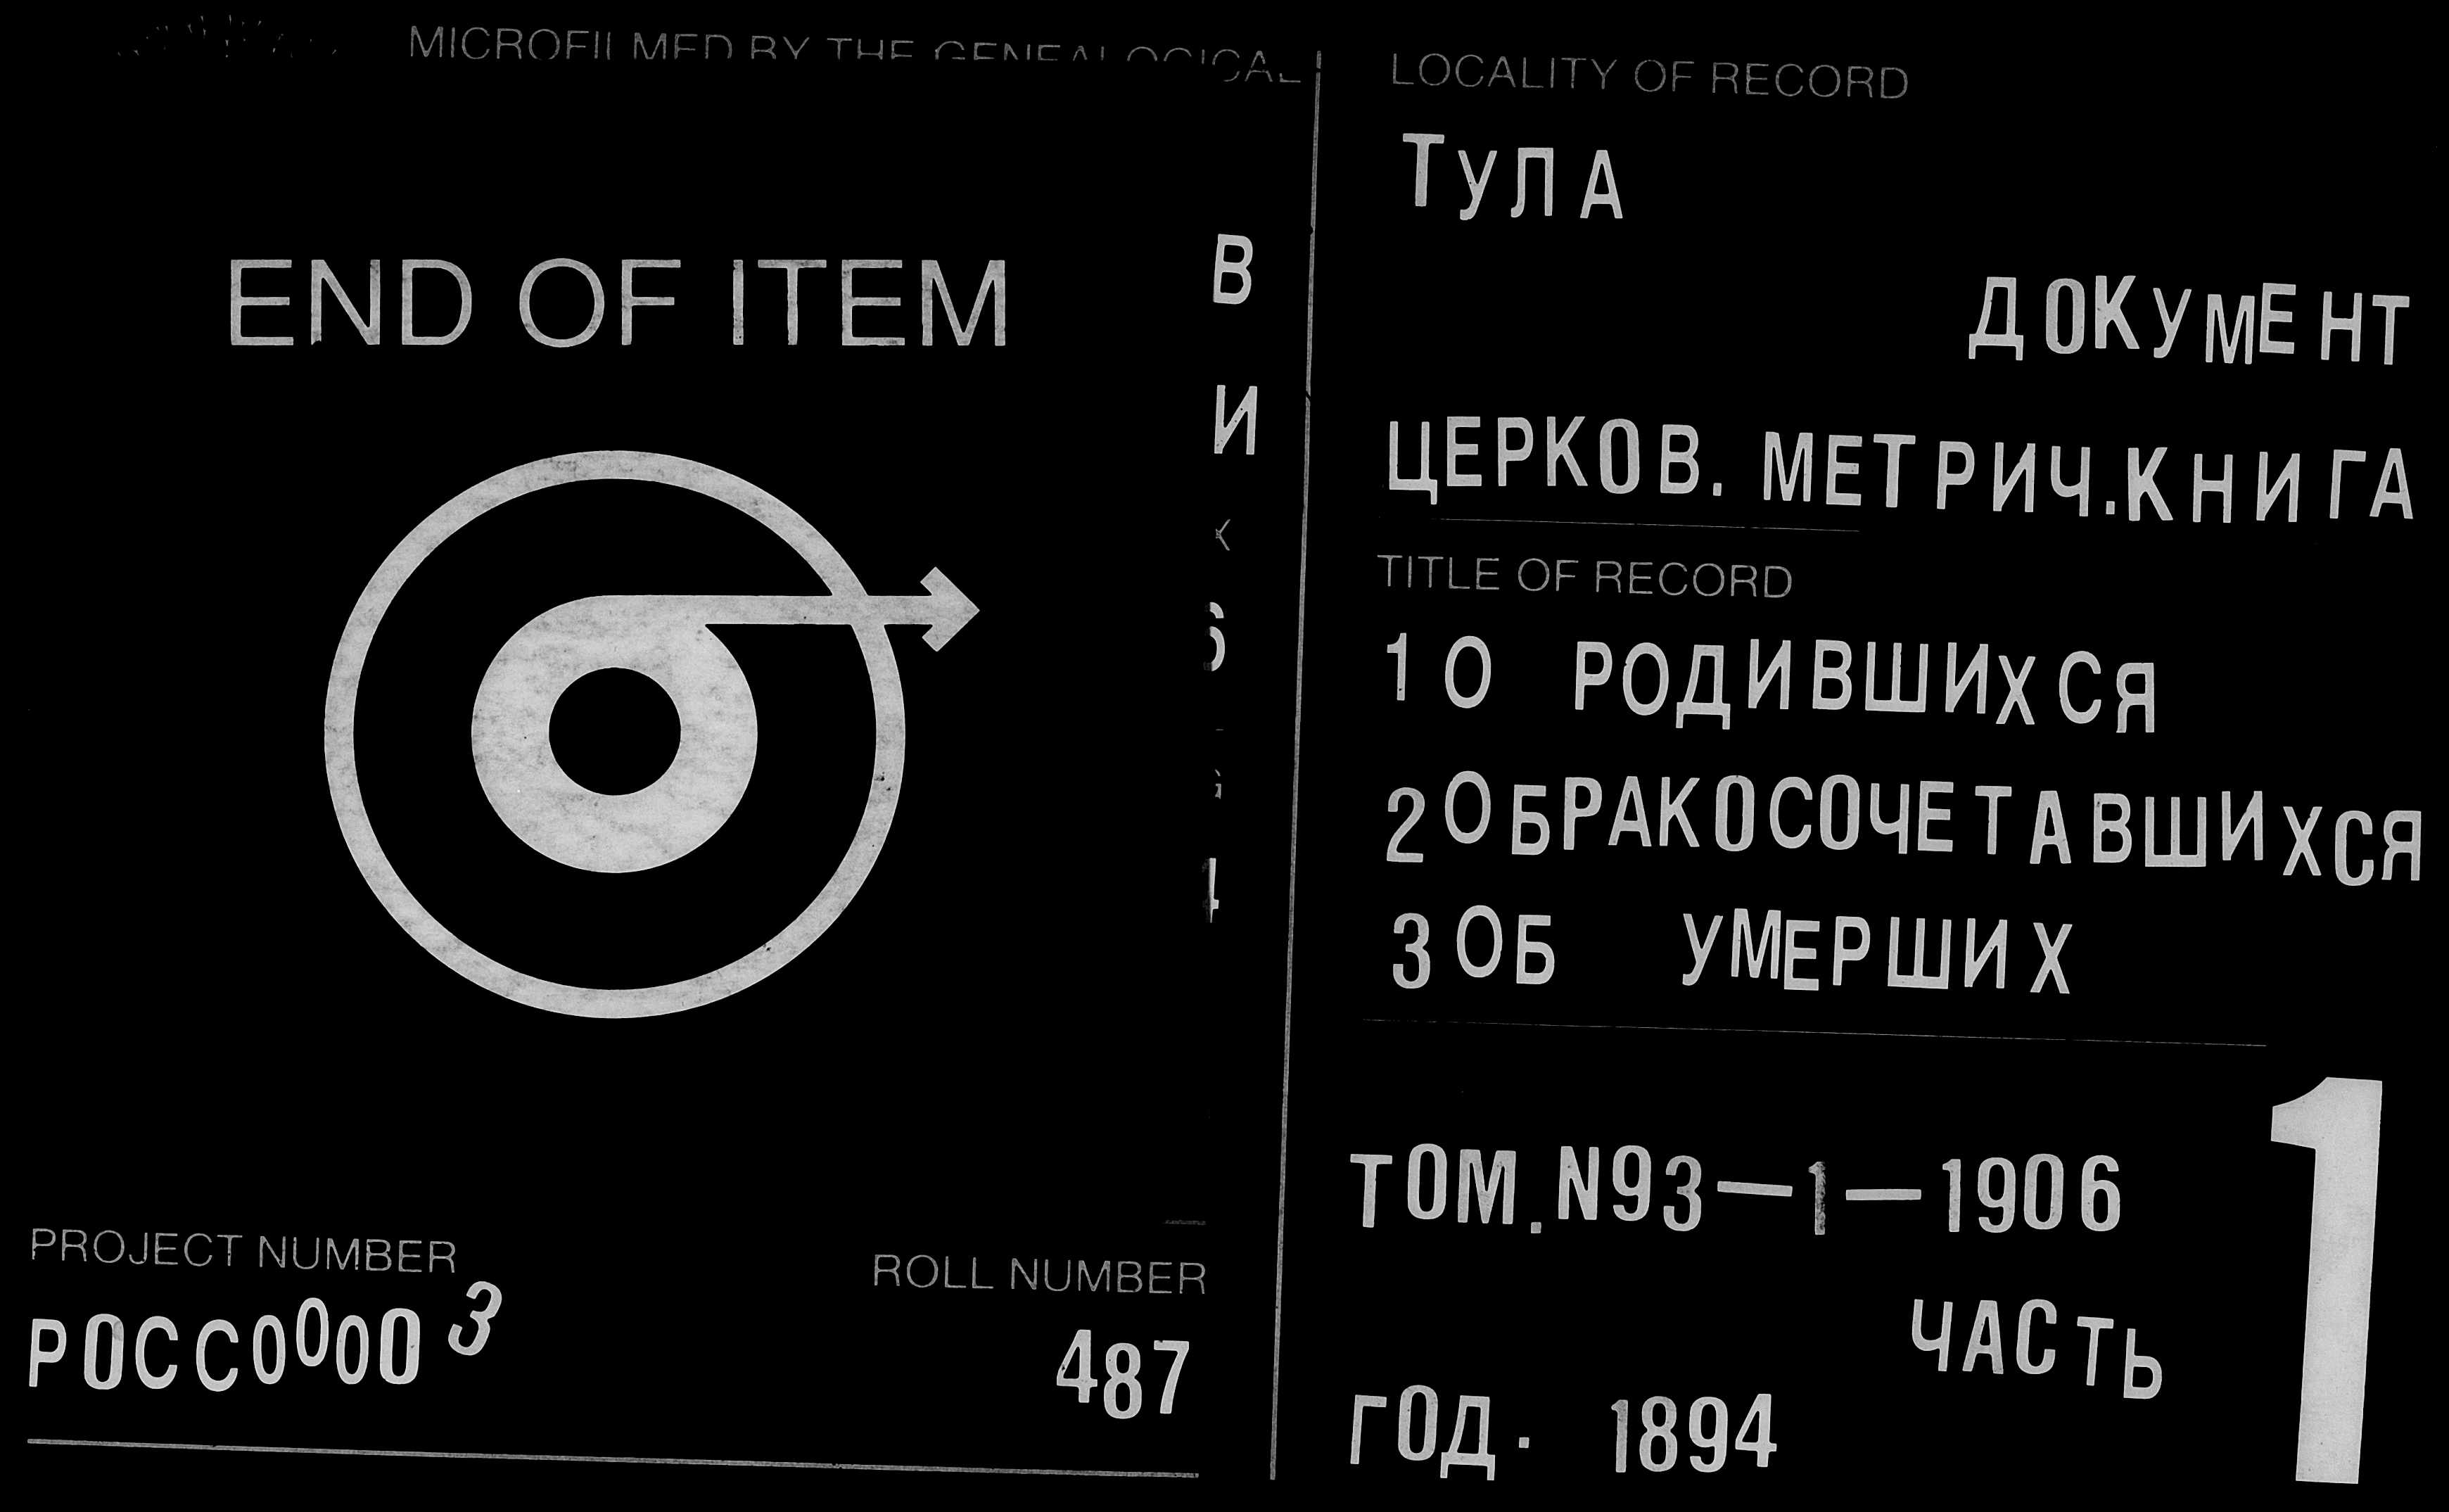 MICROFILMED BY THE GENEALOGICAL
END OF ITEM
PROJECT NUMBER
РОСС00003
ROLL NUMBER
487
LOCALITY OF RECORD
ТУЛА
ДОКУМЕНТ
ЦЕРКОВ. МЕТРИЧ.КНИГА
TITLE OF RECORD
1 О РОДИВШИХСЯ
2 О БРАКОСОЧЕТАВШИХСЯ
3 ОБ УМЕРШИХ
ТОМ.N93—1—1906
ЧАСТЬ 1
ГОД. 1894